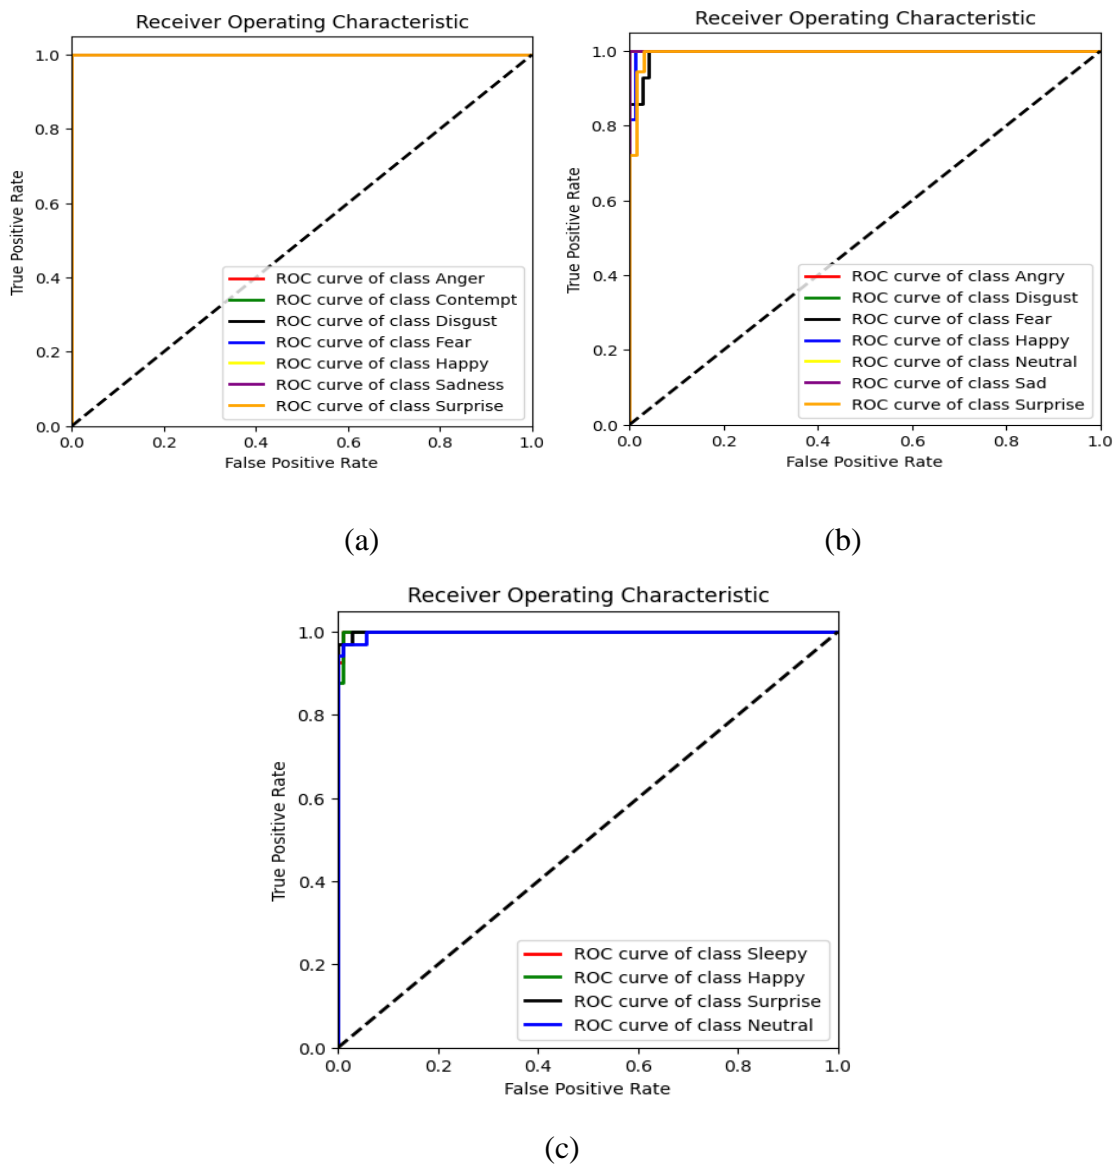 Receiver Operating Characteristic
1.0
0.8
0.6
0.4
0.2
0.0
True Positive Rate
ROC curve of class Anger
ROC curve of class Contempt
ROC curve of class Disgust
ROC curve of class Fear
ROC curve of class Happy
ROC curve of class Sadness
ROC curve of class Surprise
0.0 0.2 0.4 0.6 0.8 1.0
False Positive Rate
(a)
Receiver Operating Characteristic
1.0
0.8
0.6
0.4
0.2
0.0
True Positive Rate
ROC curve of class Angry
ROC curve of class Disgust
ROC curve of class Fear
ROC curve of class Happy
ROC curve of class Neutral
ROC curve of class Sad
ROC curve of class Surprise
0.0 0.2 0.4 0.6 0.8 1.0
False Positive Rate
(b)
Receiver Operating Characteristic
1.0
0.8
0.6
0.4
0.2
0.0
True Positive Rate
ROC curve of class Sleepy
ROC curve of class Happy
ROC curve of class Surprise
ROC curve of class Neutral
0.0 0.2 0.4 0.6 0.8 1.0
False Positive Rate
(c)